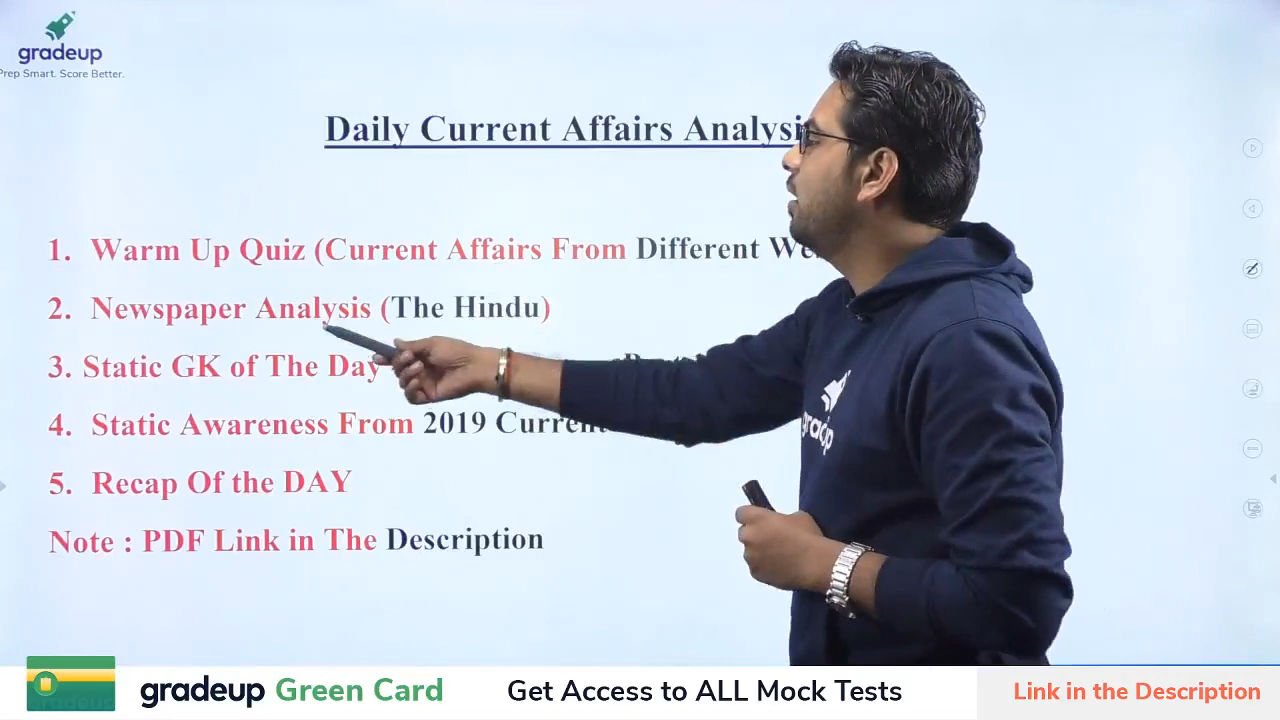 gradeup
Prep Smart. Score Better.
Daily Current Affairs Analysi
1. Warm Up Quiz (Current Affairs From Different
2. Newspaper Analysis (The Hindu)
3. Static GK of The Day
4. Static Awareness From 2019 Current
5. Recap Of the DAY
Note : PDF Link in The Description
gradeup
gradeup Green Card
Get Access to ALL Mock Tests
Link in the Description